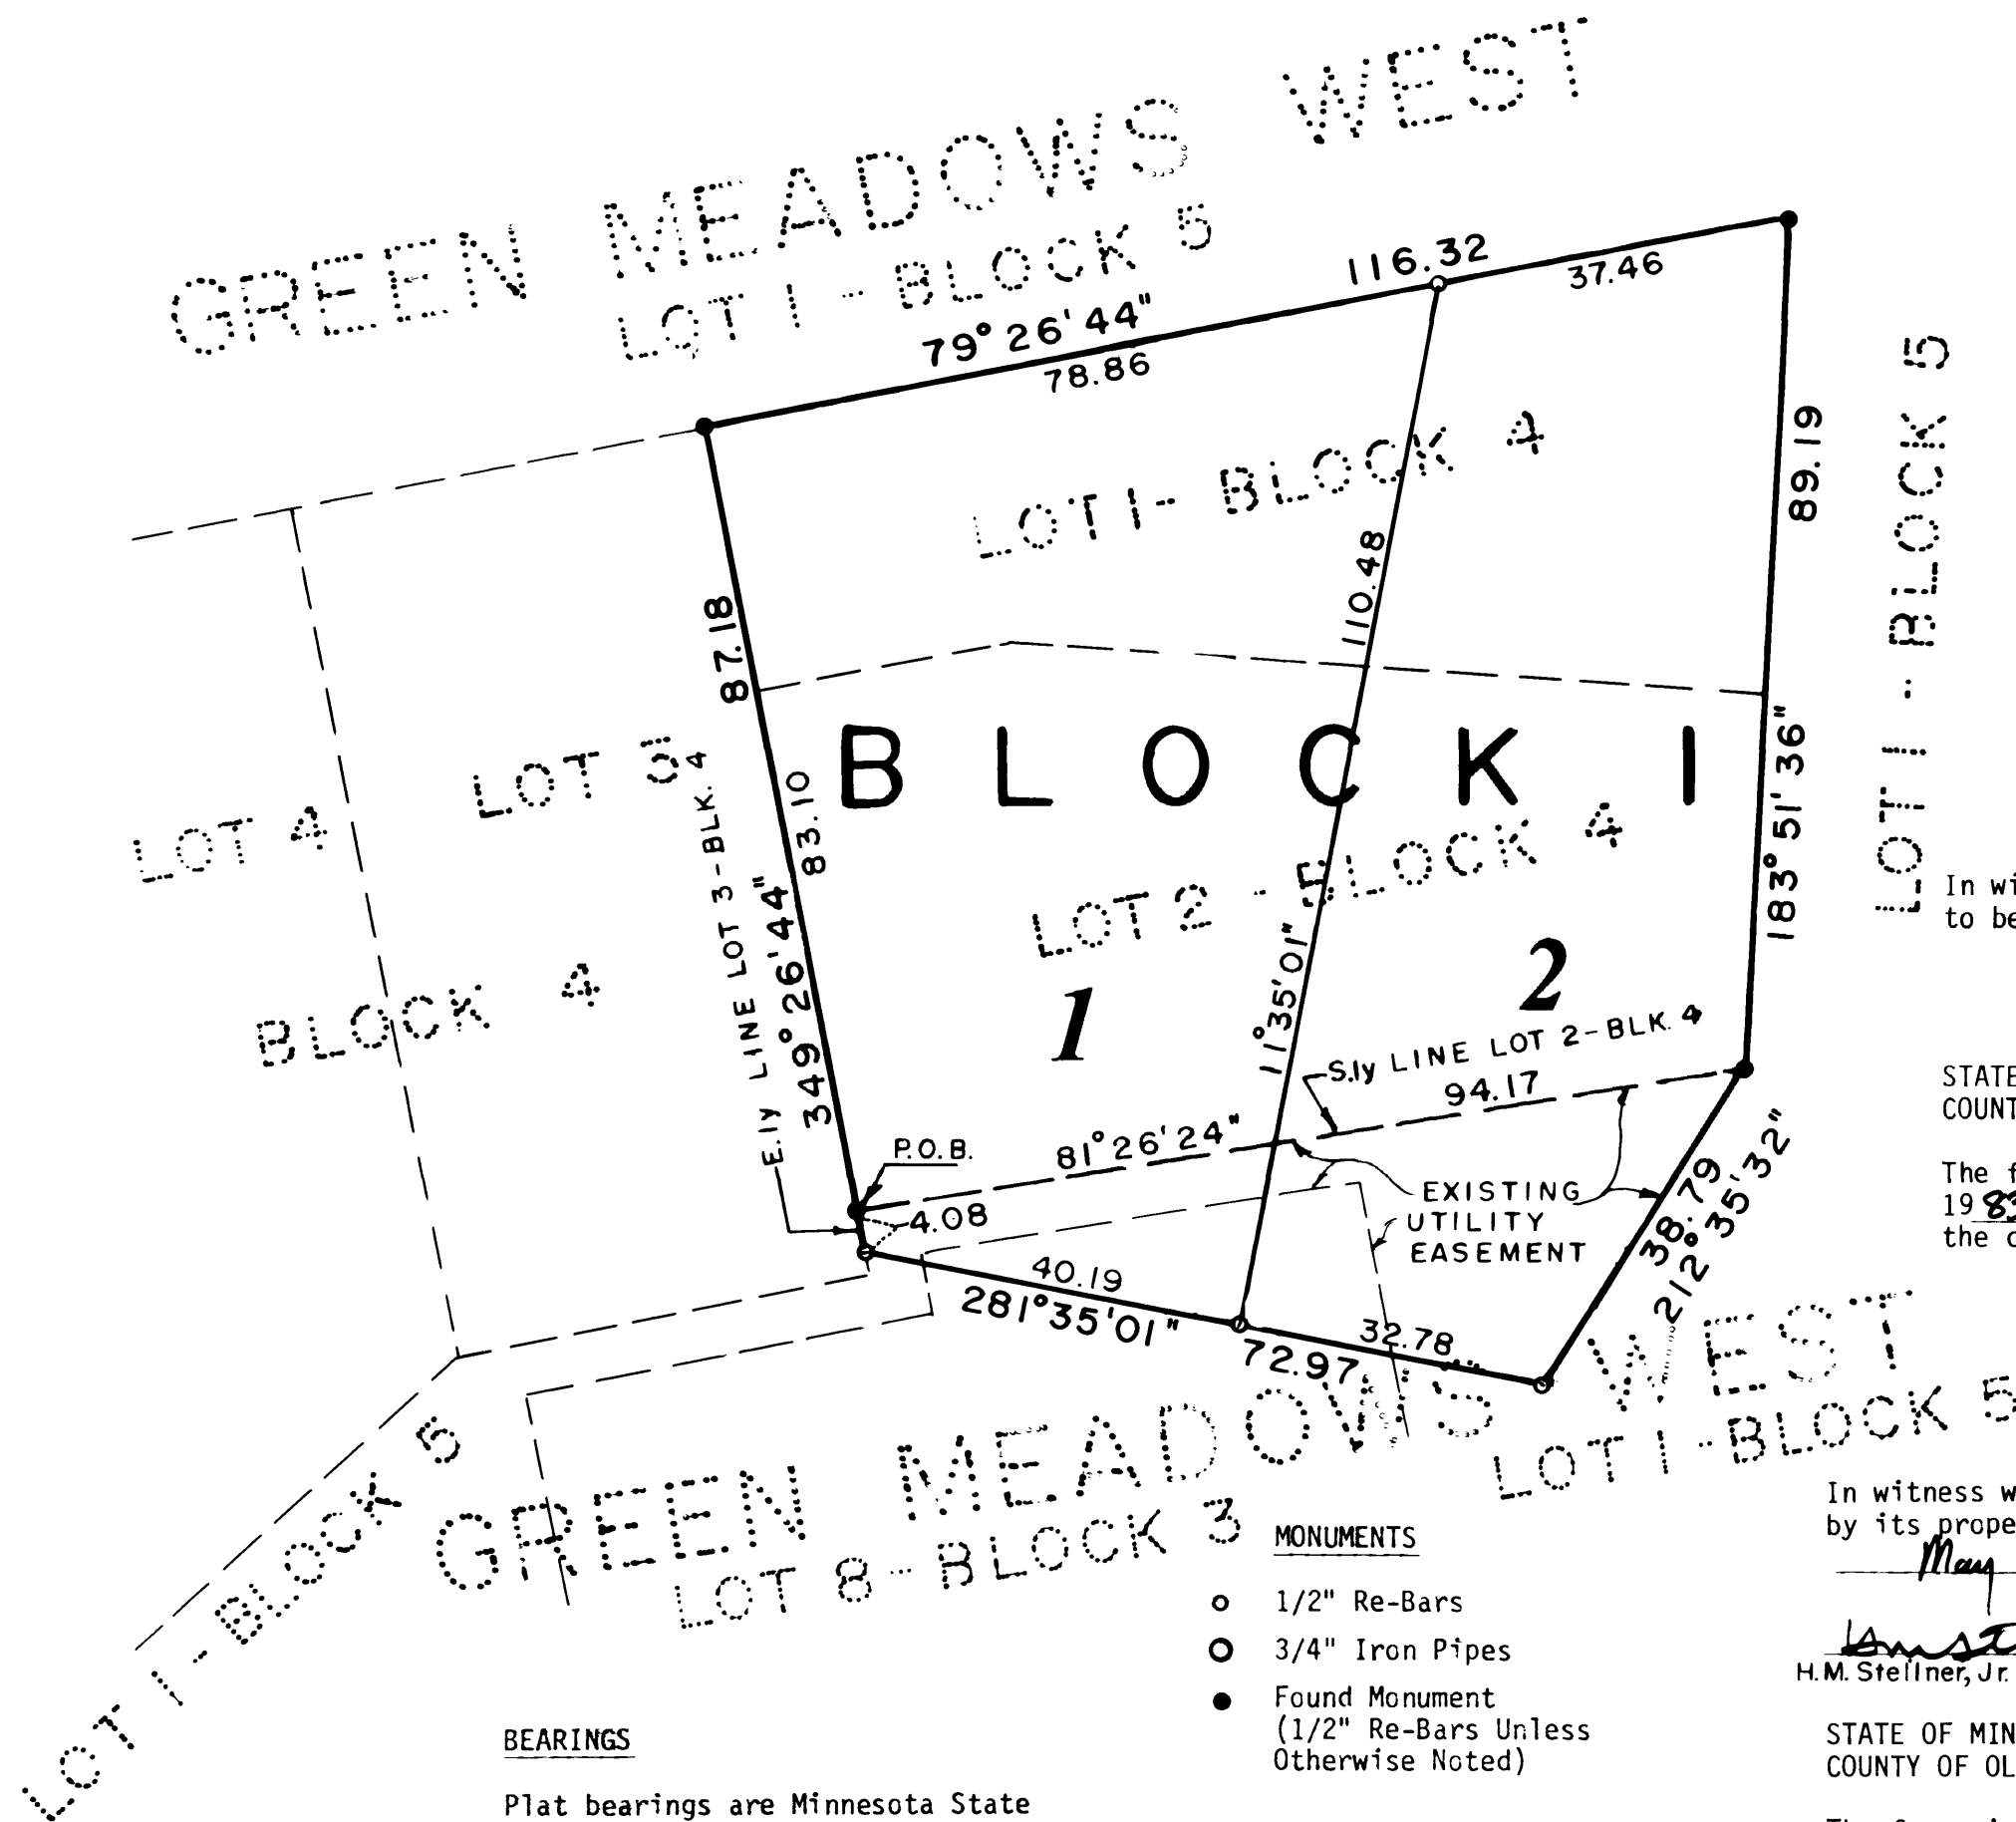 GREEN MEADOWS WEST
LOT 1 - BLOCK 5
116.32
37.46
79°26'44"
78.86
LOT 1 - BLOCK 4
89.19
LOT 1 - BLOCK 5
110.48
87.18
BLOCK 1
LOT 3
LOT 4
83.10
E.ly LINE LOT 3-BLK. 4
349°26'44"
183°51'36"
LOT 2 - BLOCK 4
BLOCK 4
1
2
11°35'01"
S.ly LINE LOT 2-BLK. 4
94.17
81°26'24"
P.O.B.
4.08
EXISTING
UTILITY
EASEMENT
38.79
212°35'32"
40.19
281°35'01"
32.78
72.97
GREEN MEADOWS WEST
LOT 1 - BLOCK 5
LOT 8 - BLOCK 3
LOT 1 - BLOCK 5
MONUMENTS
1/2" Re-Bars
3/4" Iron Pipes
Found Monument
(1/2" Re-Bars Unless
Otherwise Noted)
BEARINGS
Plat bearings are Minnesota State
In
to be
STATE
COUNT
The
19 83
the
In witness
by its
May
H.M. Stellner, Jr.
STATE OF MIN
COUNTY OF OL